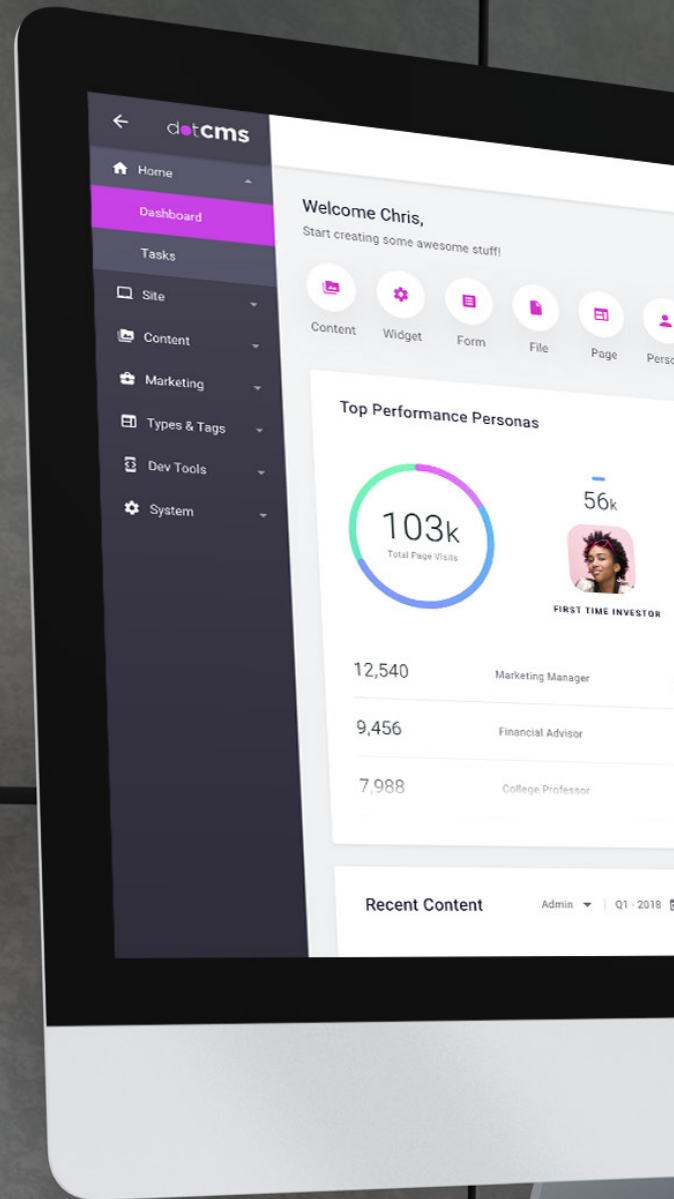 dotcms
Home
Dashboard
Tasks
Site
Content
Marketing
Types & Tags
Dev Tools
System
Welcome Chris,
Start creating some awesome stuff!
Content
Widget
Form
File
Page
Top Performance Personas
103k
Total Page Visits
56k
FIRST TIME INVESTOR
12,540 Marketing Manager
9,456 Financial Advisor
7,988 College Professor
Recent Content Admin Q1 - 2018